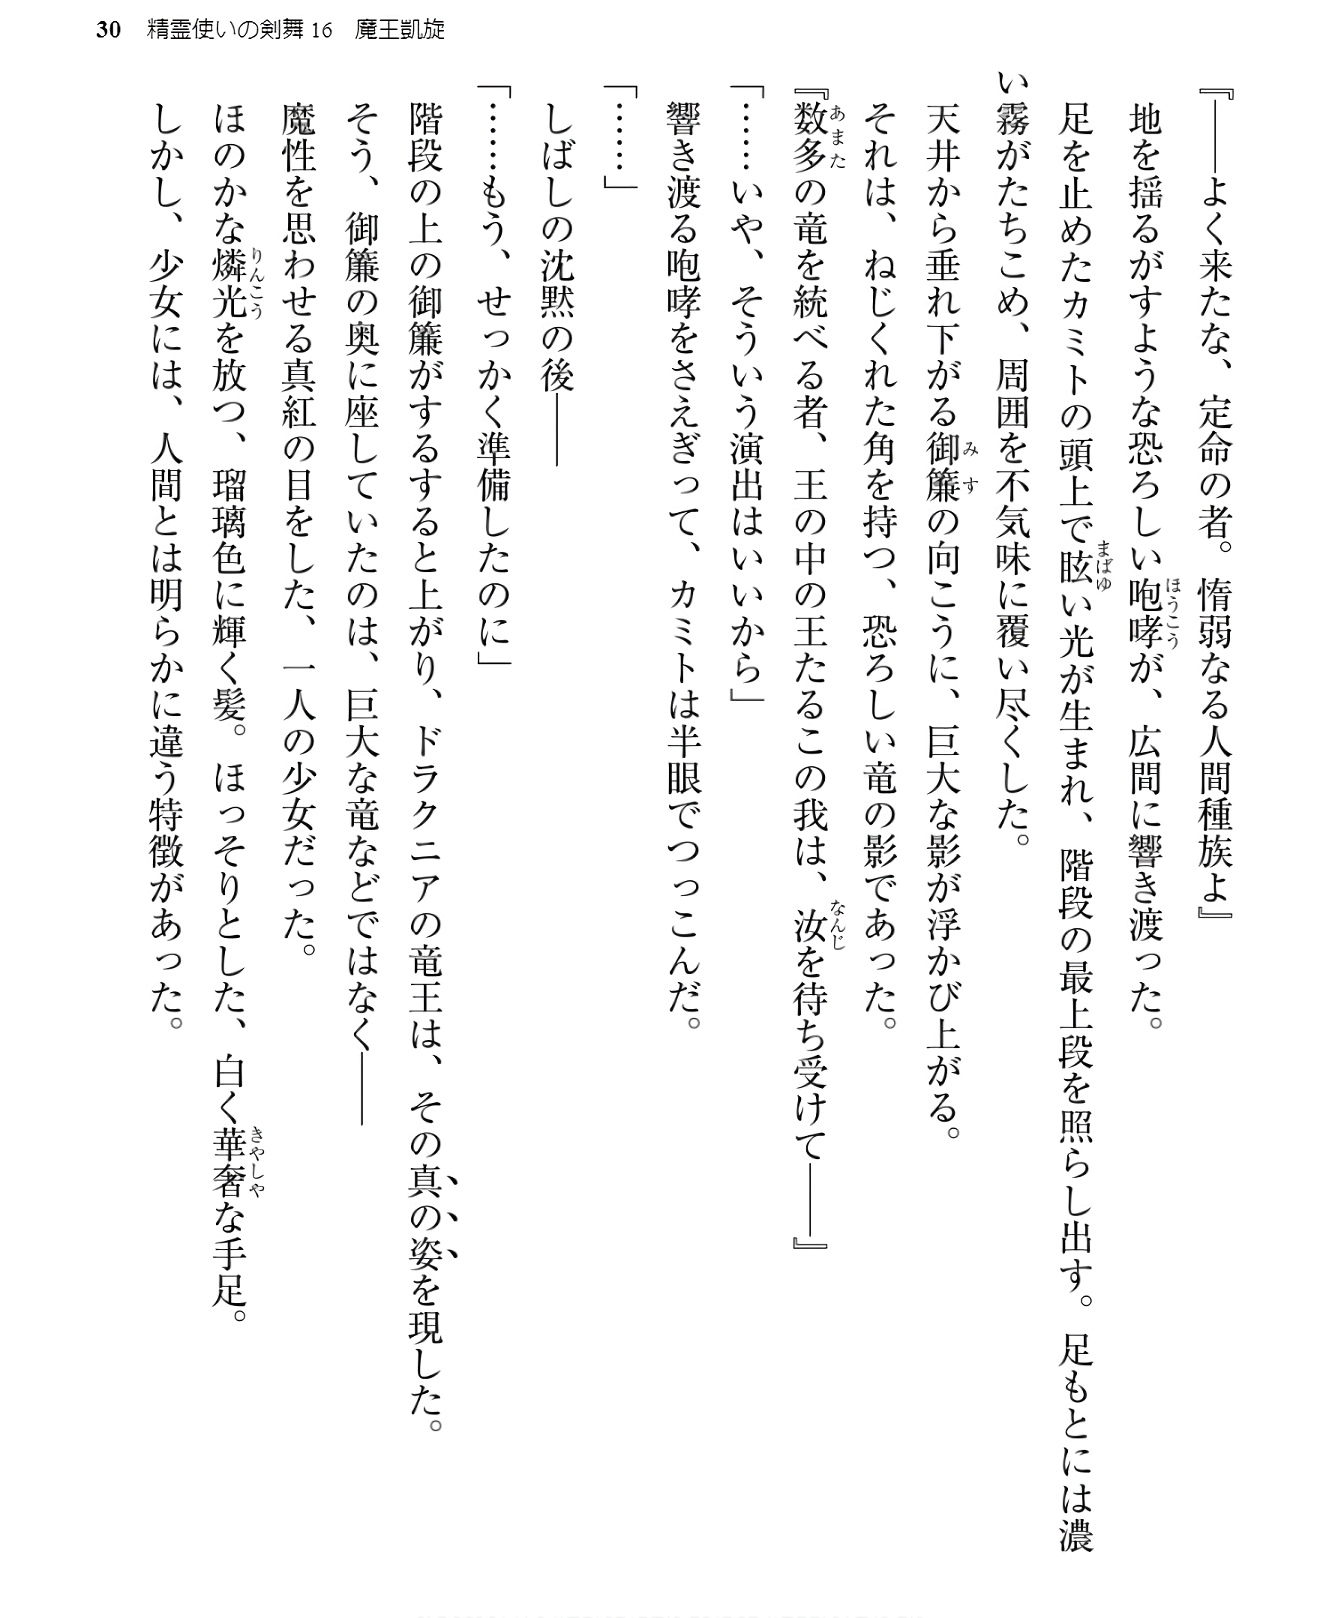 30 精霊使いの剣舞16 魔王凱旋
『――よく来たな、定命の者。惰弱なる人間種族よ』
地を揺るがすような恐ろしい咆哮が、広間に響き渡った。
足を止めたカミトの頭上で眩い光が生まれ、階段の最上段を照らし出す。足もとには濃
い霧がたちこめ、周囲を不気味に覆い尽くした。
天井から垂れ下がる御簾の向こうに、巨大な影が浮かび上がる。
それは、ねじくれた角を持つ、恐ろしい竜の影であった。
『数多の竜を統べる者、王の中の王たるこの我は、汝を待ち受けて――』
「……いや、そういう演出はいいから」
響き渡る咆哮をさえぎって、カミトは半眼でつっこんだ。
「……」
しばしの沈黙の後――
「……もう、せっかく準備したのに」
階段の上の御簾がするすると上がり、ドラクニアの竜王は、その真の姿を現した。
そう、御簾の奥に座していたのは、巨大な竜などではなく――
魔性を思わせる真紅の目をした、一人の少女だった。
ほのかな燐光を放つ、瑠璃色に輝く髪。ほっそりとした、白く華奢な手足。
しかし、少女には、人間とは明らかに違う特徴があった。